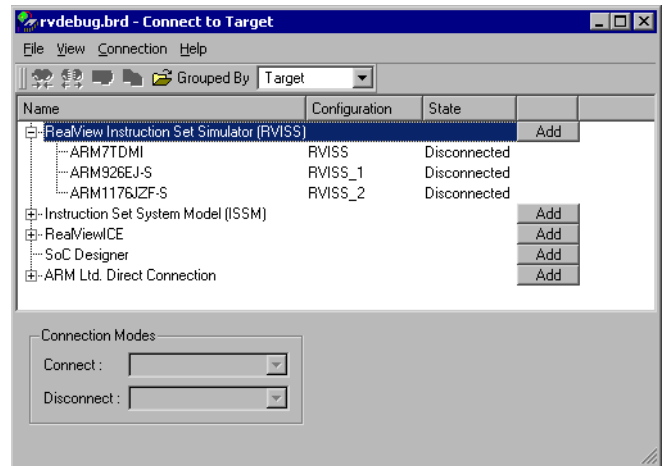 rvdebug.brd - Connect to Target
File View Connection Help
Grouped By Target
Name Configuration State
RealView Instruction Set Simulator (RVISS) Add
ARM7TDMI RVISS Disconnected
ARM926EJ-S RVISS_1 Disconnected
ARM1176JZF-S RVISS_2 Disconnected
Instruction Set System Model (ISSM) Add
RealViewICE Add
SoC Designer Add
ARM Ltd. Direct Connection Add
Connection Modes
Connect :
Disconnect :